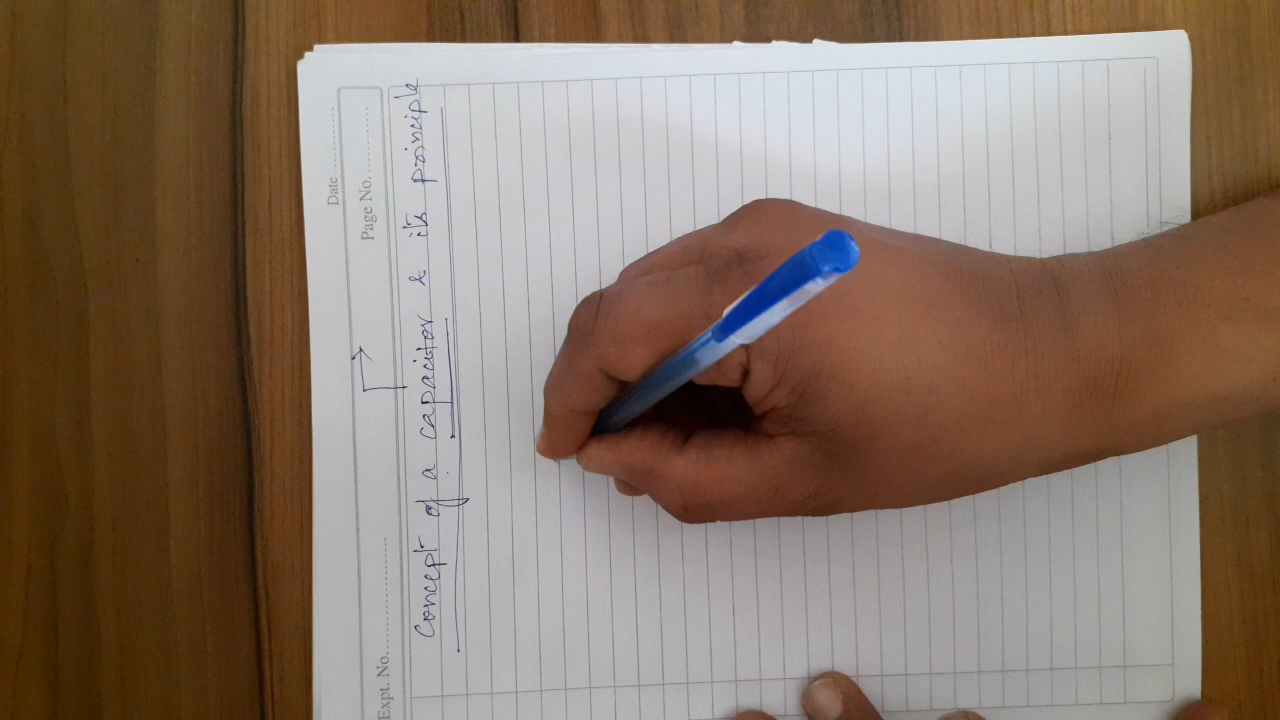 Date ............
Page No. ............
Expt. No. ....................
Concept of a capacitor & its principle